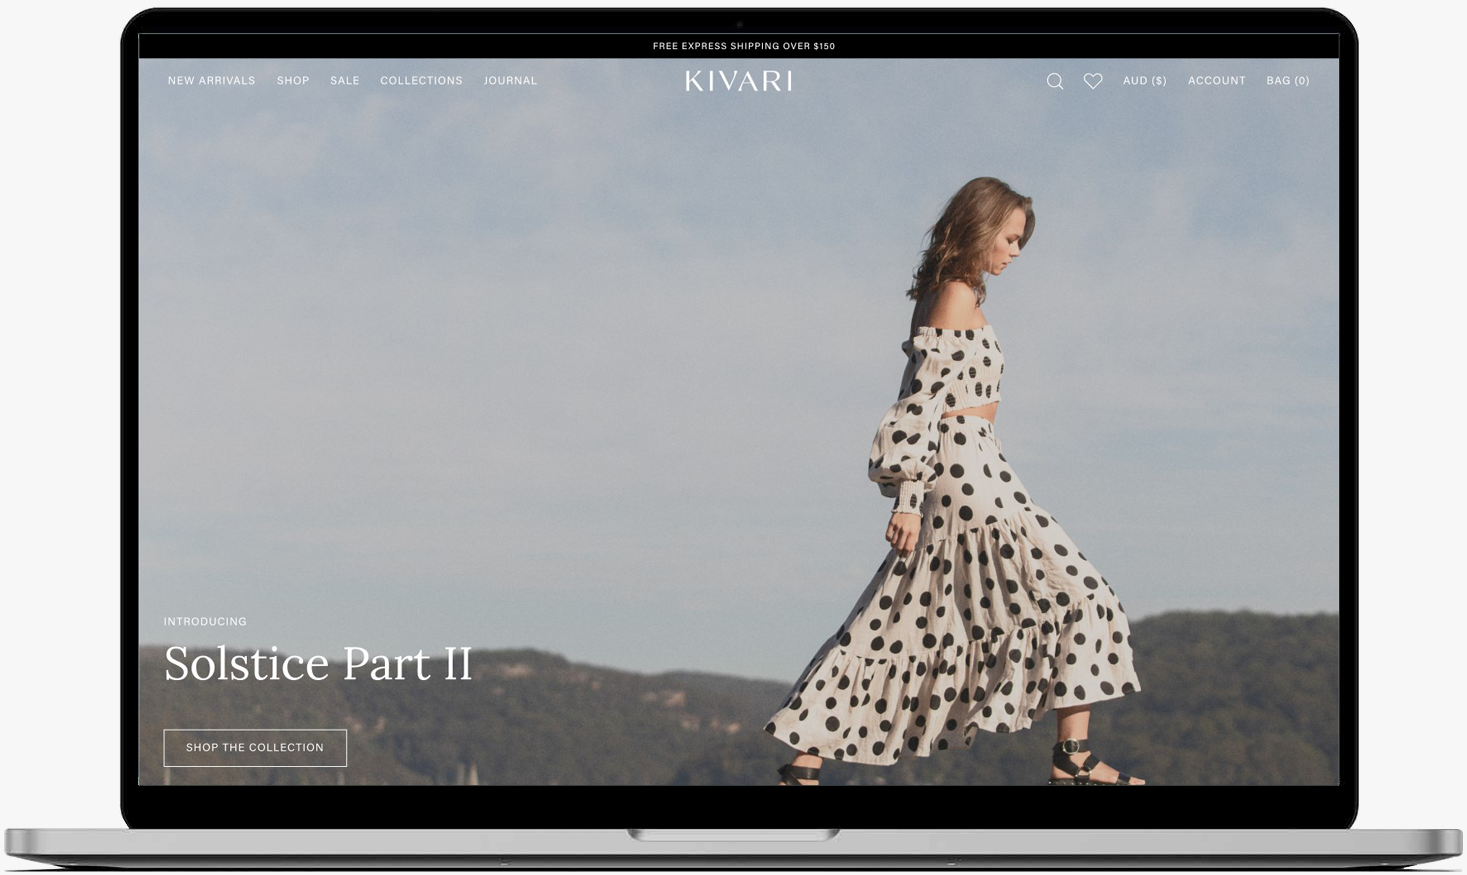 FREE EXPRESS SHIPPING OVER $150
NEW ARRIVALS SHOP SALE COLLECTIONS JOURNAL KIVARI AUD ($) ACCOUNT BAG (0)
INTRODUCING
Solstice Part II
SHOP THE COLLECTION